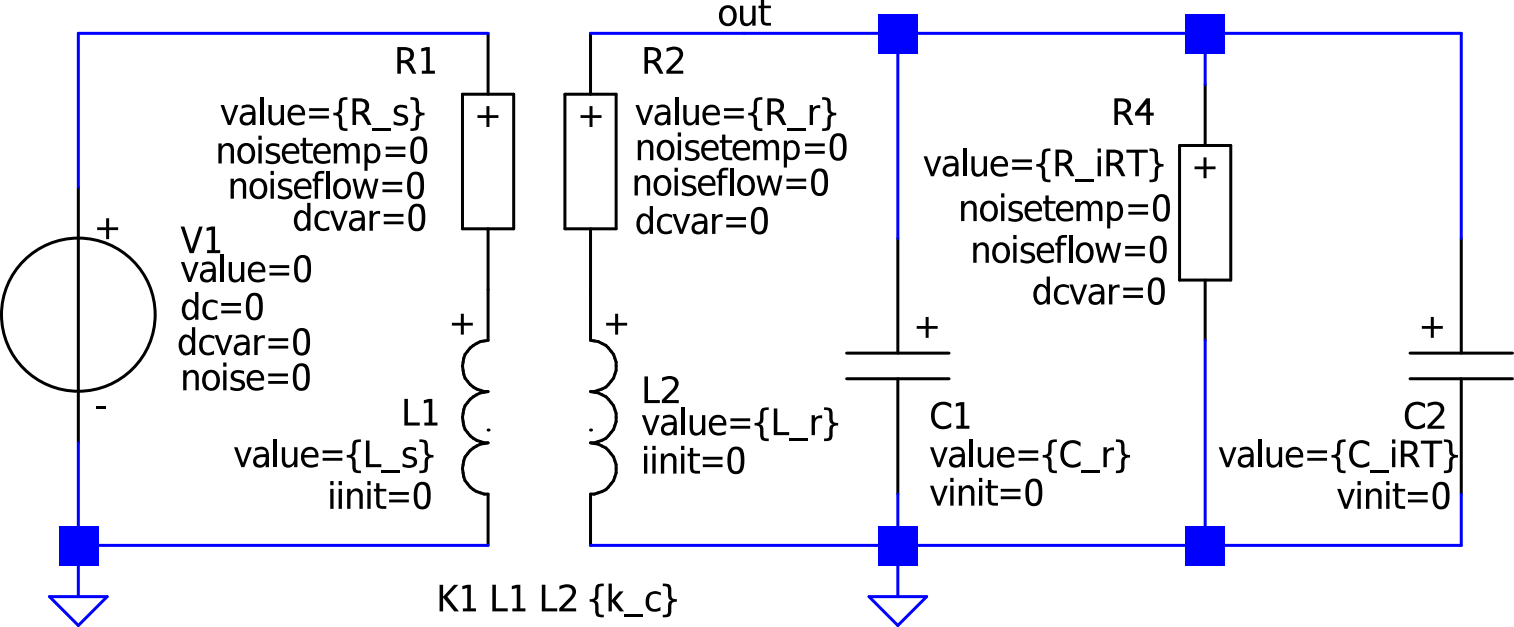 out
R1
value={R_s}
noisetemp=0
noiseflow=0
dcvar=0
+
R2
+
value={R_r}
noisetemp=0
noiseflow=0
dcvar=0
R4
value={R_iRT}
+
noisetemp=0
noiseflow=0
dcvar=0
+
V1
value=0
dc=0
dcvar=0
noise=0
-
+
L1
value={L_s}
iinit=0
+
L2
value={L_r}
iinit=0
+
C1
value={C_r}
vinit=0
+
C2
value={C_iRT}
vinit=0
K1 L1 L2 {k_c}